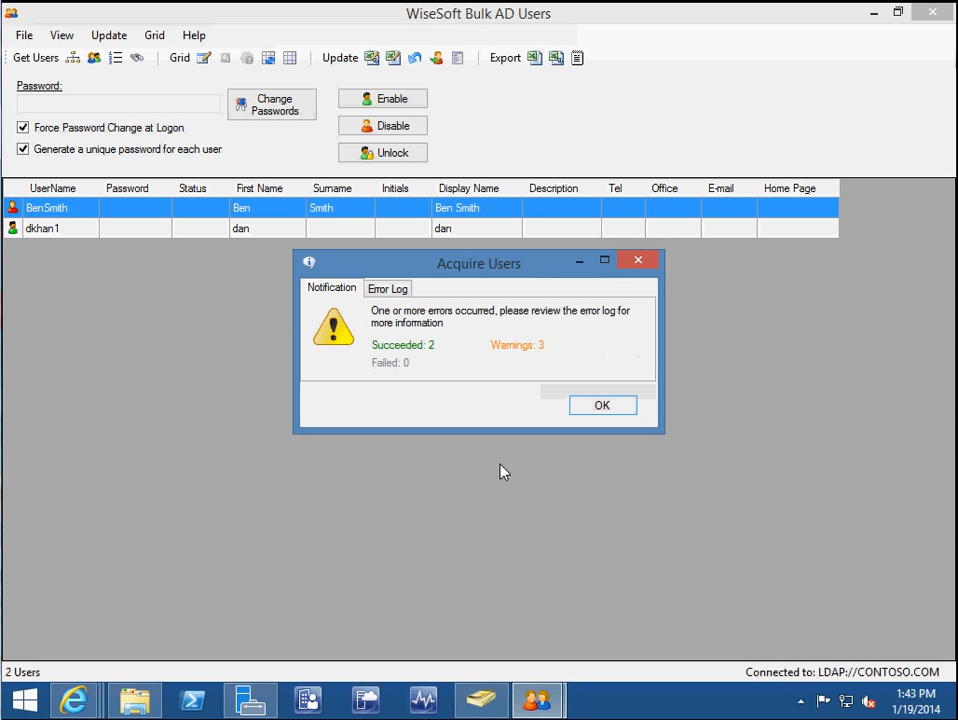 WiseSoft Bulk AD Users
File View Update Grid Help
Get Users Grid Update Export
Password:
Change
Passwords
Enable
Force Password Change at Logon
Disable
Generate a unique password for each user
Unlock
UserName Password Status First Name Surname Initials Display Name Description Tel Office E-mail Home Page
BenSmith Ben Smith Ben Smith
dkhan1 dan dan
Acquire Users
Notification Error Log
One or more errors occurred, please review the error log for
more information
Succeeded: 2 Warnings: 3
Failed: 0
OK
2 Users Connected to: LDAP://CONTOSO.COM
1:43 PM
1/19/2014